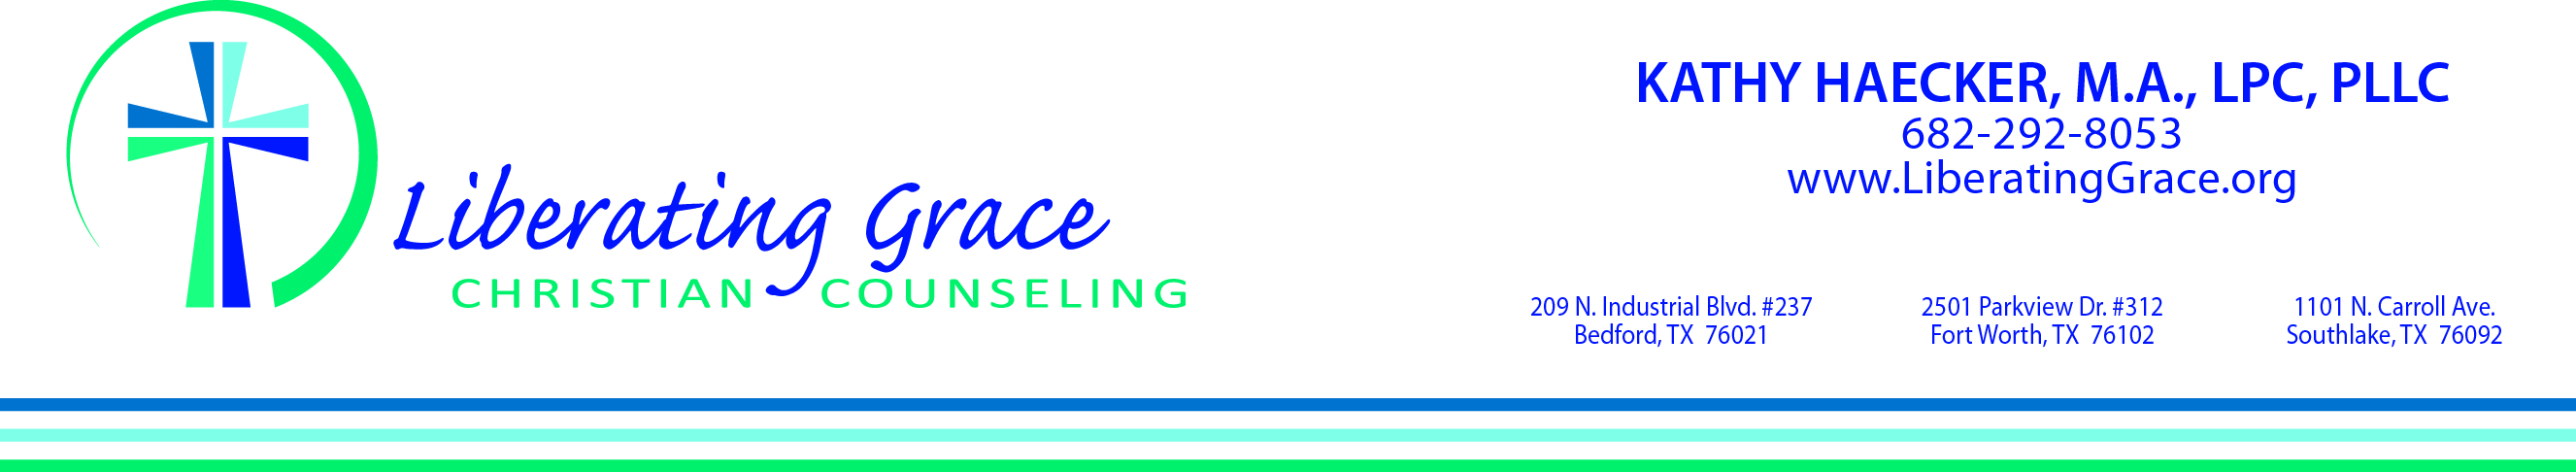 Liberating Grace
CHRISTIAN COUNSELING
KATHY HAECKER, M.A., LPC, PLLC
682-292-8053
www.LiberatingGrace.org
209 N. Industrial Blvd. #237
Bedford, TX 76021
2501 Parkview Dr. #312
Fort Worth, TX 76102
1101 N. Carroll Ave.
Southlake, TX 76092